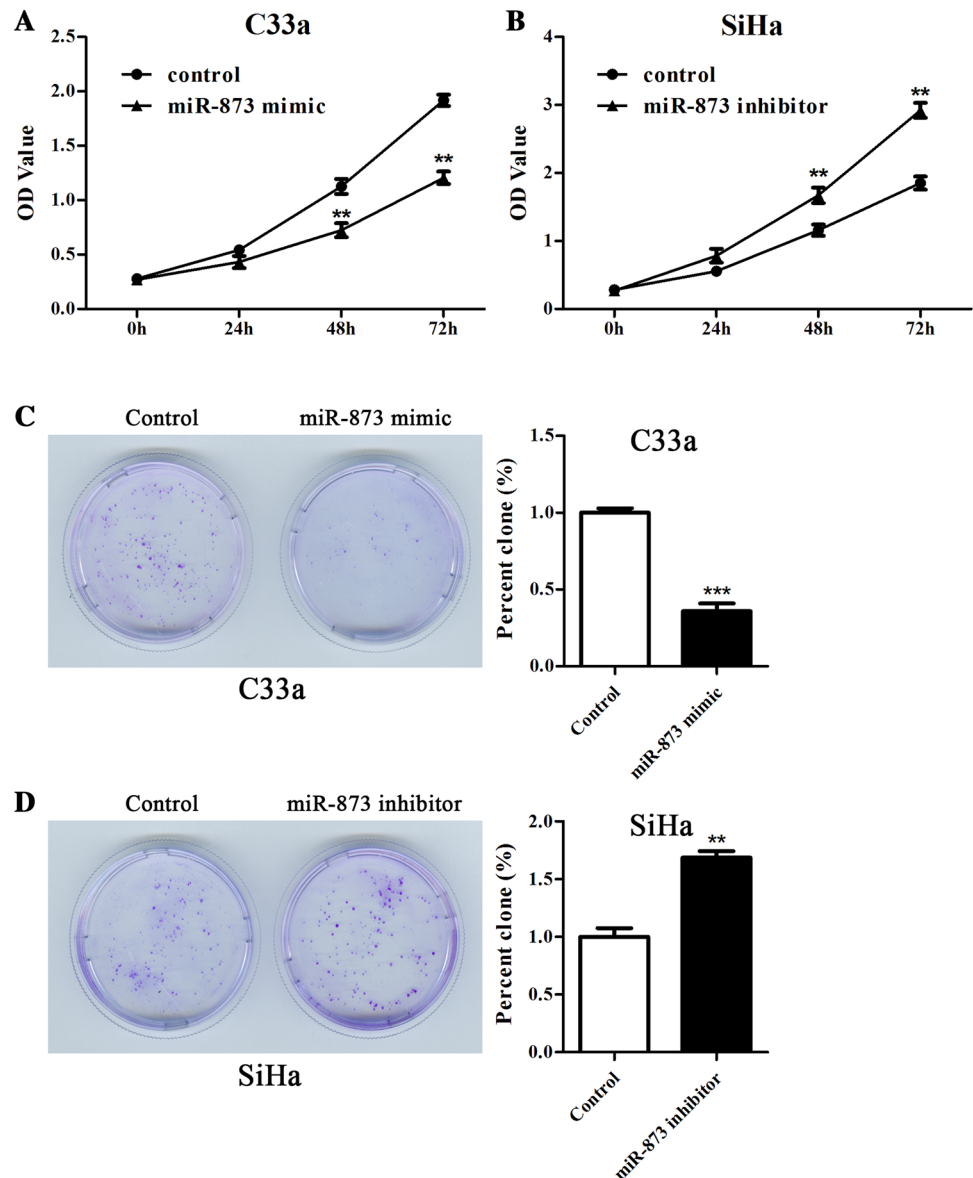 A
C33a
2.5
2.0
1.5
1.0
0.5
0.0
OD Value
control
miR-873 mimic
**
**
0h
24h
48h
72h
B
SiHa
4
3
2
1
0
OD Value
control
miR-873 inhibitor
**
**
0h
24h
48h
72h
C
Control
miR-873 mimic
C33a
C33a
1.5
1.0
0.5
0.0
Percent clone (%)
***
Control
miR-873 mimic
D
Control
miR-873 inhibitor
SiHa
SiHa
2.0
1.5
1.0
0.5
0.0
Percent clone (%)
**
Control
miR-873 inhibitor